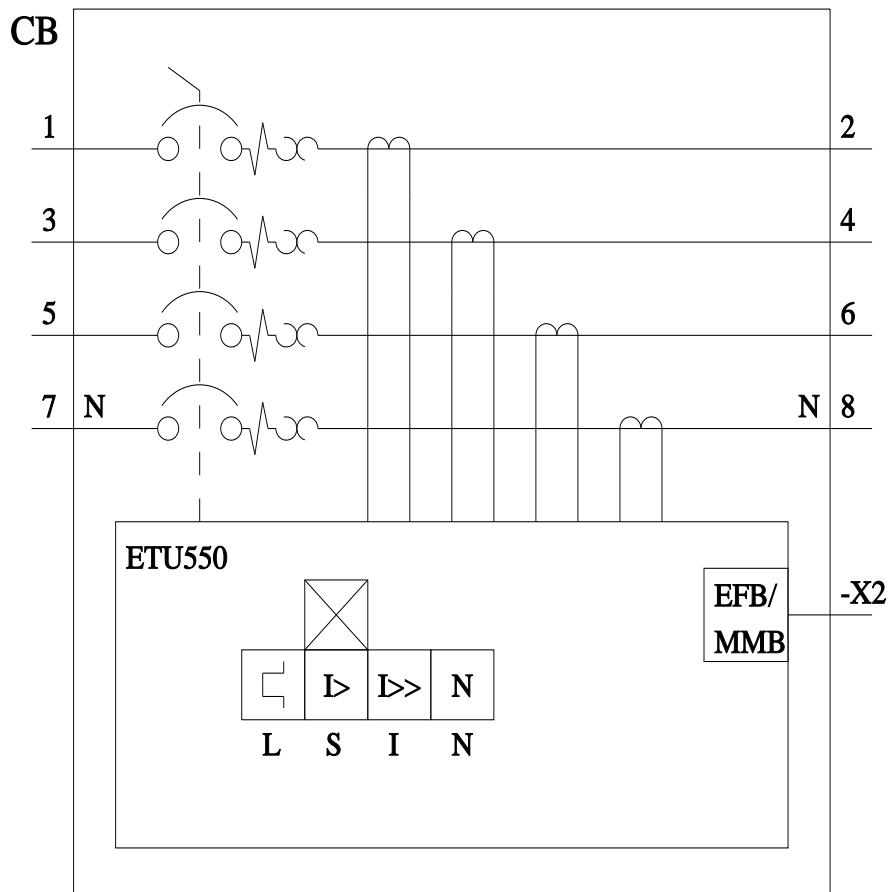 CB
1 2
3 4
5 6
7 N N 8
ETU550
EFB/
MMB
-X2
I> I>> N
L S I N